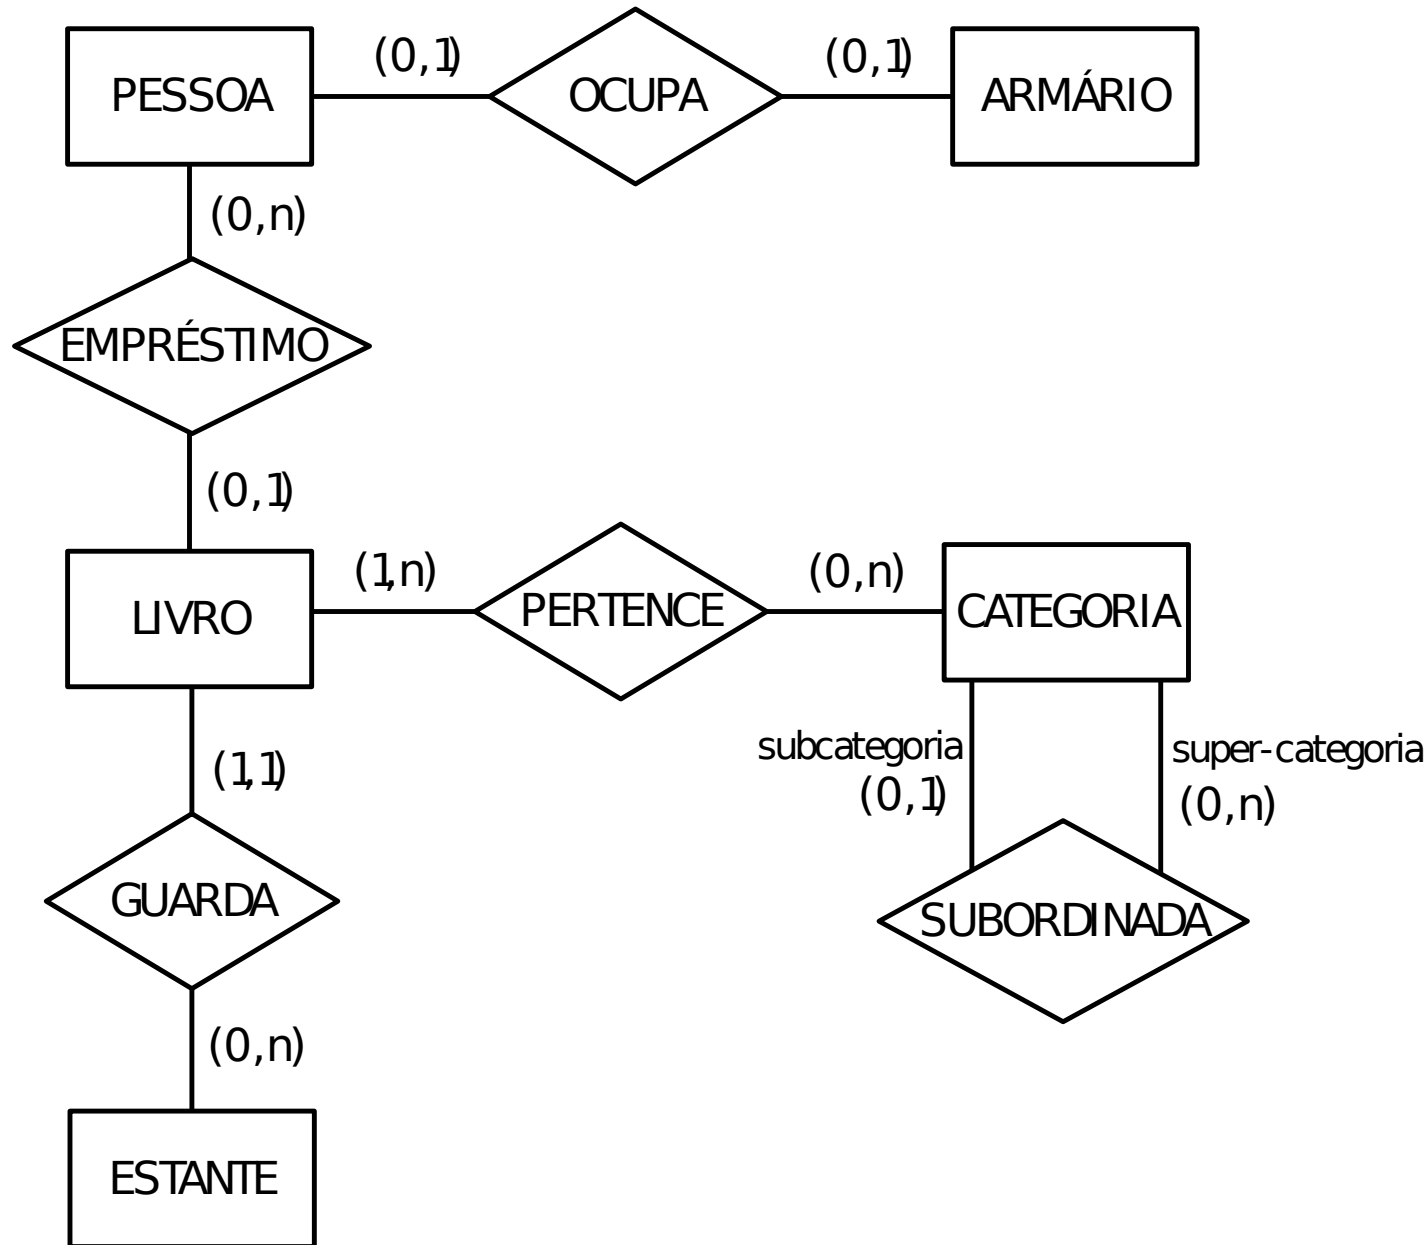 PESSOA
(0,1)
OCUPA
(0,1)
ARMÁRIO
(0,n)
EMPRÉSTIMO
(0,1)
LIVRO
(1,n)
PERTENCE
(0,n)
CATEGORIA
subcategoria
(0,1)
super-categoria
(0,n)
SUBORDINADA
(1,1)
GUARDA
(0,n)
ESTANTE